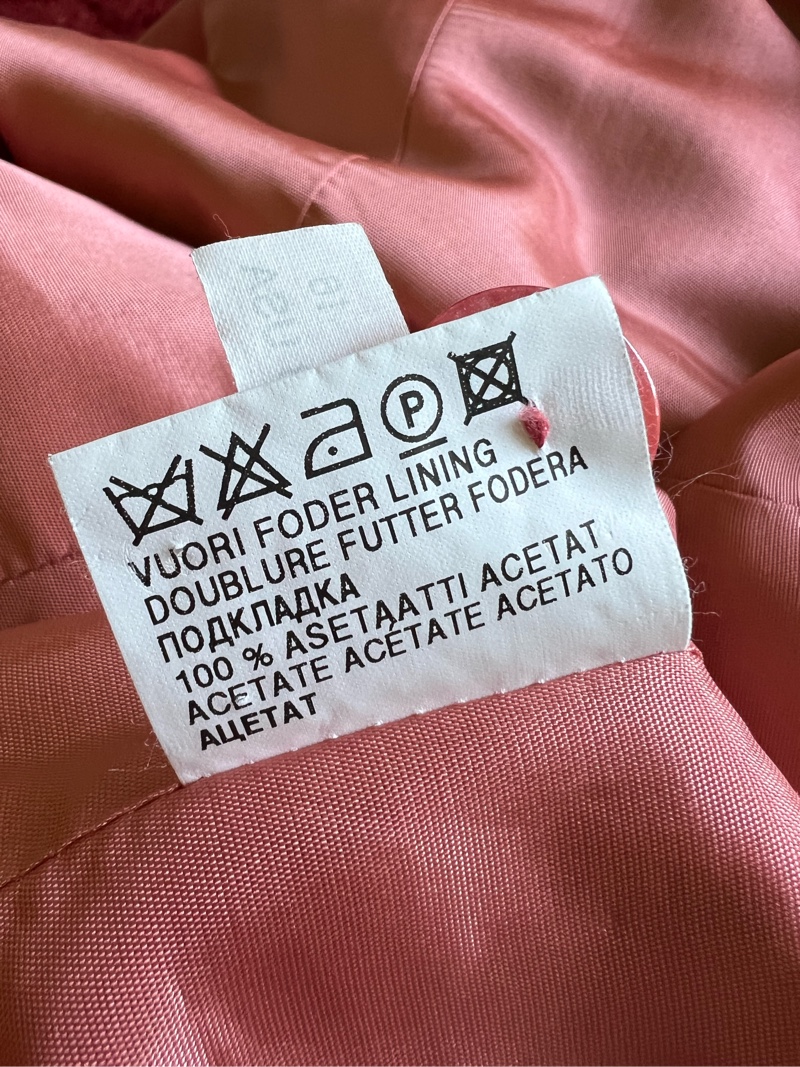 P
VUORI FODER LINING
DOUBLURE FUTTER FODERA
ПОДКЛАДКА
100 % ASETAATTI ACETAT
ACETATE ACÉTATE ACETATO
АЦЕТАТ